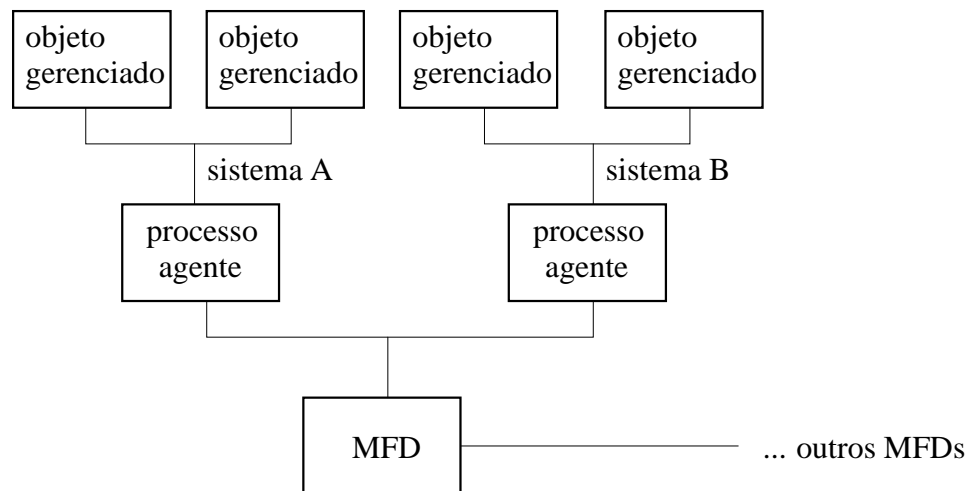 objeto
gerenciado
objeto
gerenciado
objeto
gerenciado
objeto
gerenciado
sistema A
sistema B
processo
agente
processo
agente
MFD
... outros MFDs